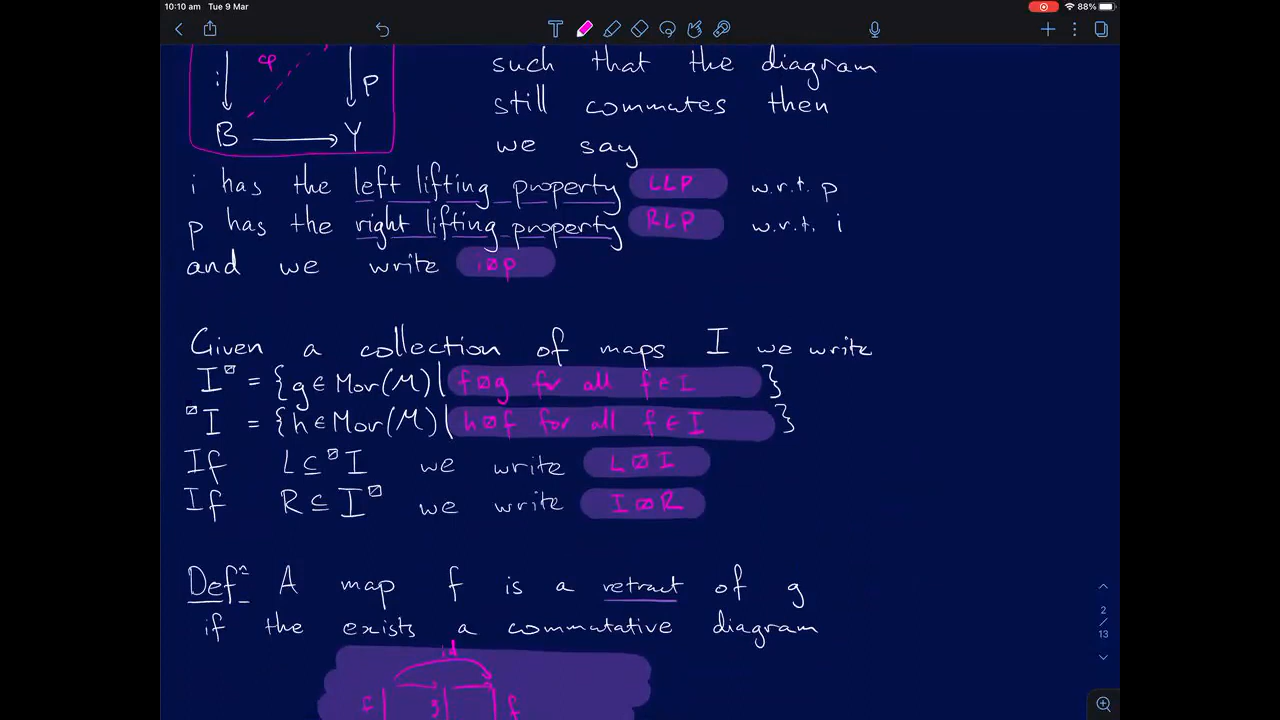 10:10 am Tue 9 Mar
88%
T
φ
such that the diagram
i p
still commutes then
B Y
we say
i has the left lifting property LLP w.r.t. p
p has the right lifting property RLP w.r.t. i
and we write i⧄p
Given a collection of maps I we write
I^⧄ = {g ∈ Mor(M) | f⧄g for all f ∈ I }
^⧄I = {h ∈ Mor(M) | h⧄f for all f ∈ I }
If L ⊆ ^⧄I we write L⧄I
If R ⊆ I^⧄ we write I⧄R
Def^n A map f is a retract of g
if the exists a commutative diagram
id
f g f
2
/
13